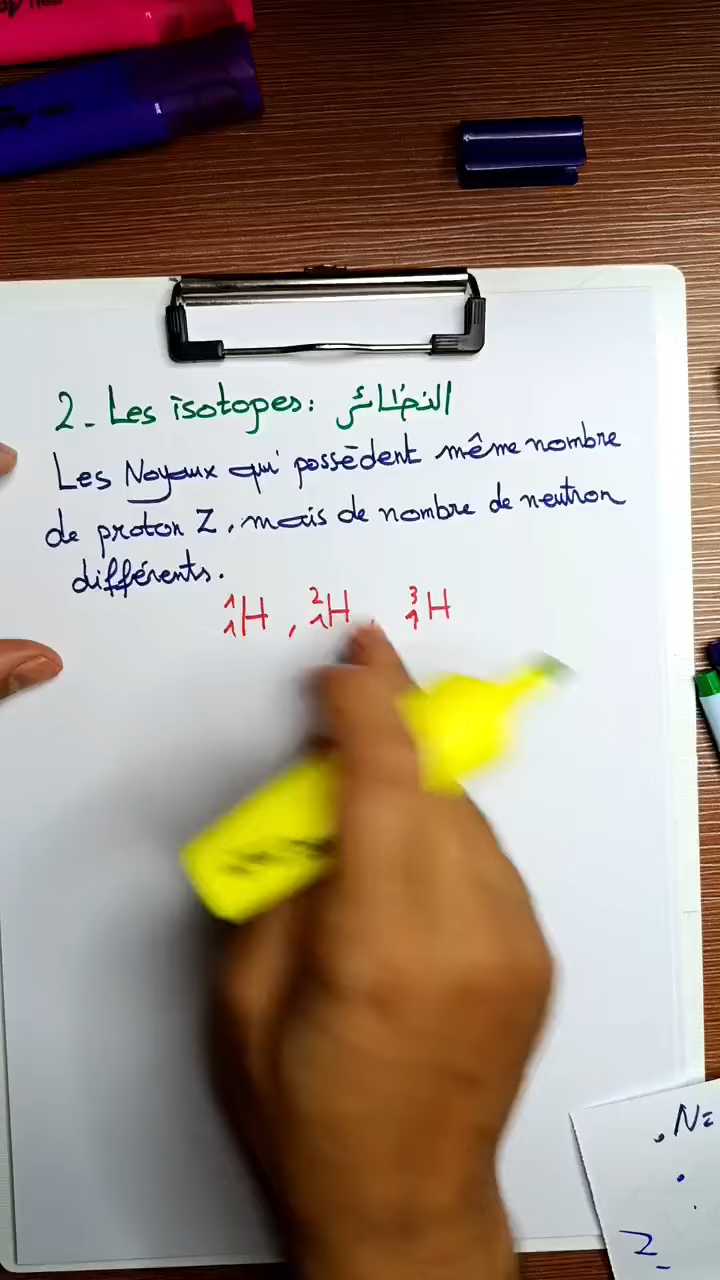 2- Les isotopes: النظائر
Les Noyaux qui possèdent même nombre
de proton Z, mais de nombre de neutron
différents.
¹₁H , ²₁H , ³₁H
N=
Z